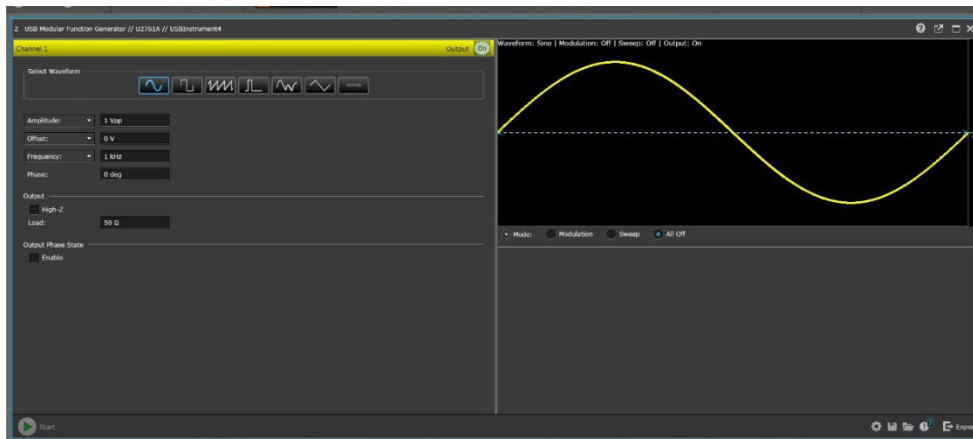 2 USB Modular Function Generator // U2761A // USBInstrument4
Channel 1 Output On
Select Waveform
Amplitude: 1 Vpp
Offset: 0 V
Frequency: 1 kHz
Phase: 0 deg
Output
High-Z
Load: 50 Ω
Output Phase State
Enable
Start
Waveform: Sine | Modulation: Off | Sweep: Off | Output: On
Mode: Modulation Sweep All Off
Expor